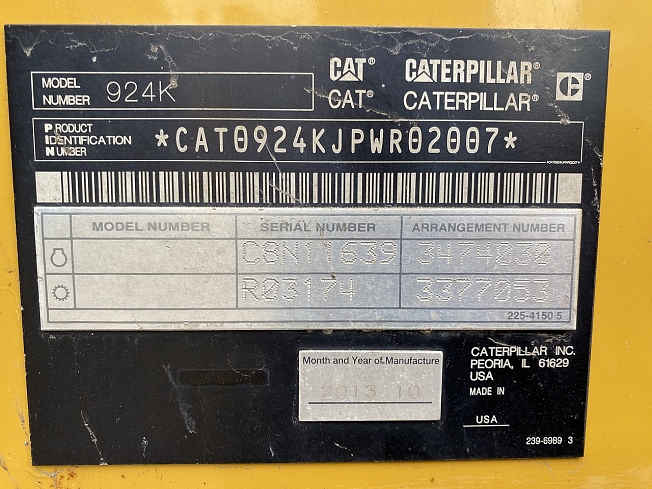 MODEL NUMBER 924K
CAT® CATERPILLAR®
CAT® CATERPILLAR®
PRODUCT IDENTIFICATION NUMBER *CAT0924KJPWR02007*
MODEL NUMBER SERIAL NUMBER ARRANGEMENT NUMBER
C8N11639 3474030
R03174 3377053
225-4150 5
Month and Year of Manufacture
2013 10
CATERPILLAR INC.
PEORIA, IL 61629
USA
MADE IN
USA
239-6989 3